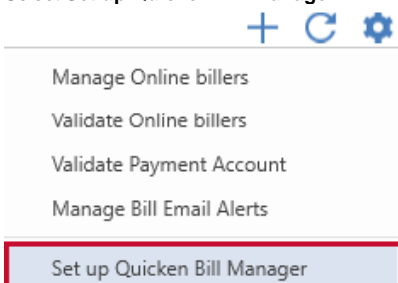 Manage Online billers
Validate Online billers
Validate Payment Account
Manage Bill Email Alerts
Set up Quicken Bill Manager